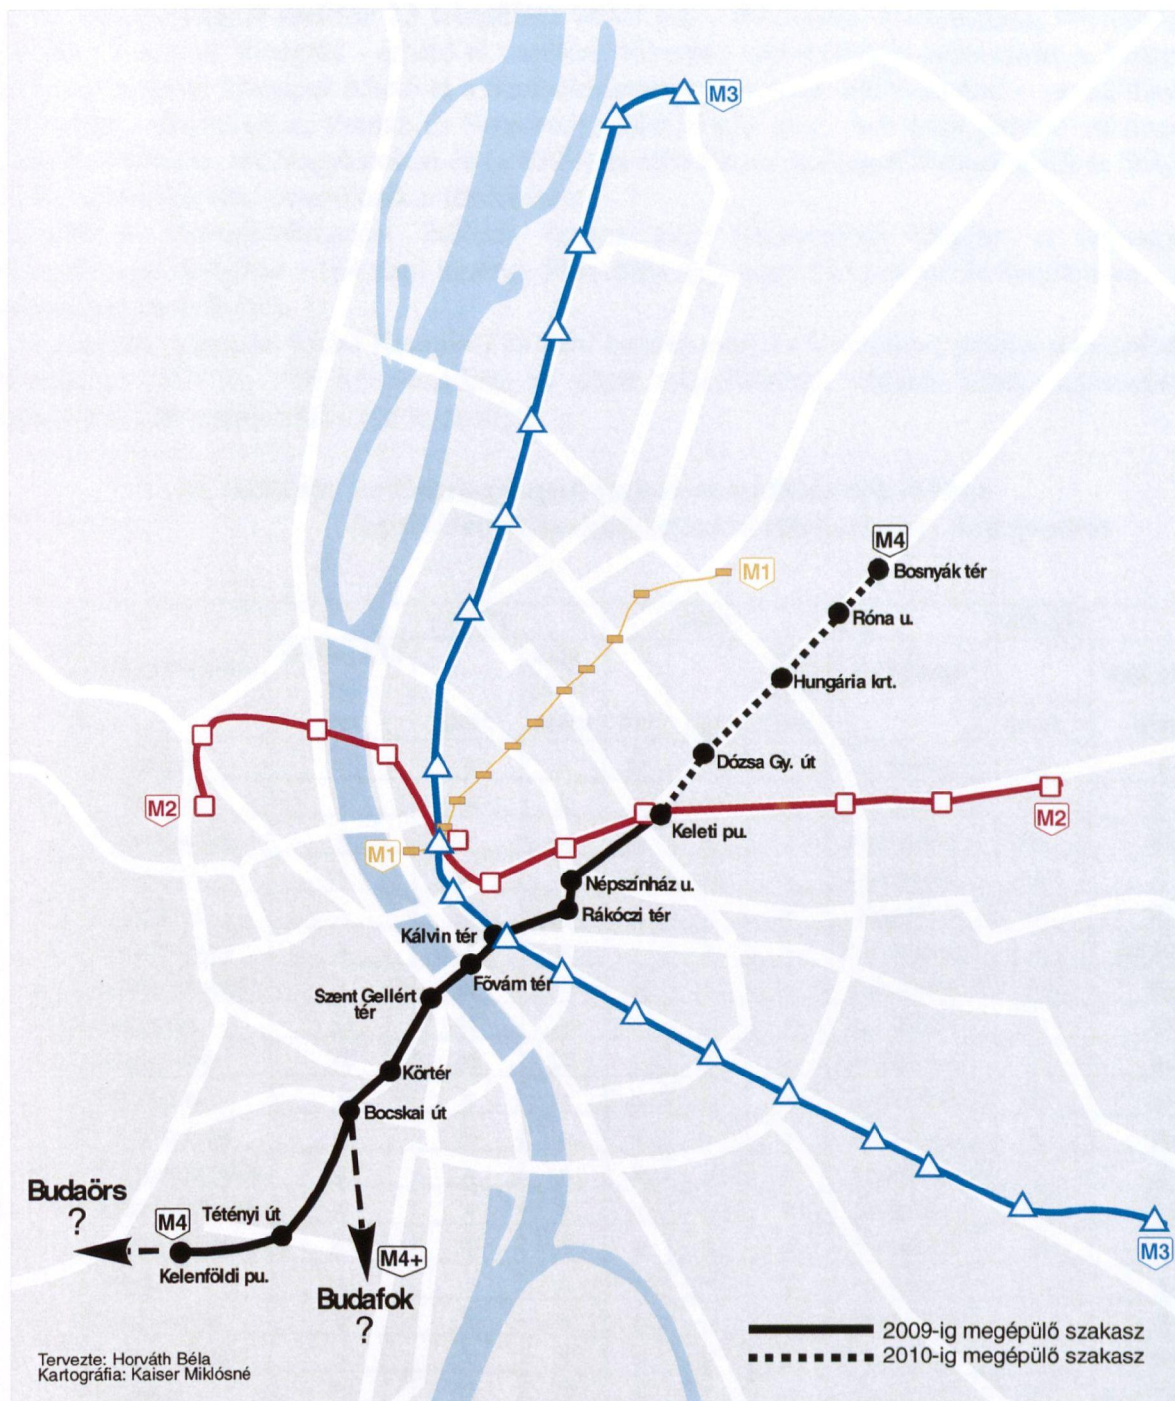 M3
M4
Bosnyák tér
M1
Róna u.
Hungária krt.
Dózsa Gy. út
M2
M2
Keleti pu.
M1
Népszínház u.
Rákóczi tér
Kálvin tér
Fõvám tér
Szent Gellért
tér
Körtér
Bocskai út
Budaörs
?
M4
Tétényi út
Kelenföldi pu.
M4+
M3
Budafok
?
2009-ig megépülő szakasz
2010-ig megépülő szakasz
Tervezte: Horváth Béla
Kartográfia: Kaiser Miklósné